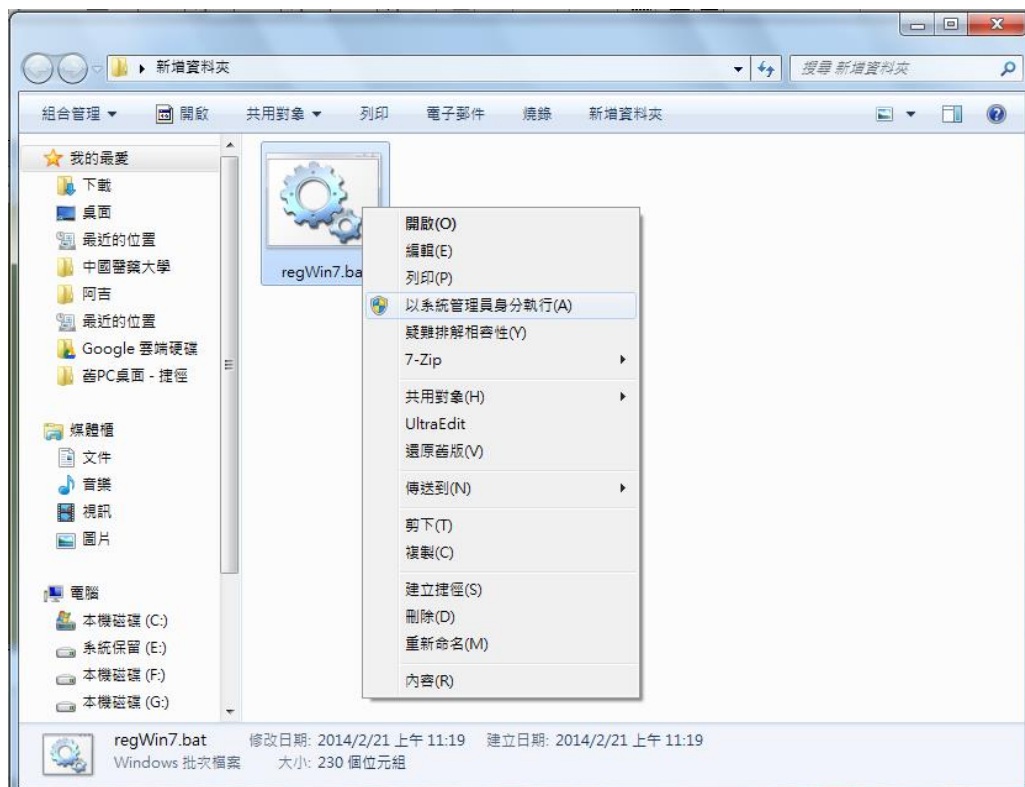 新增資料夾
搜尋 新增資料夾
組合管理 開啟 共用對象 列印 電子郵件 燒錄 新增資料夾
我的最愛
下載
桌面
最近的位置
中國醫藥大學
阿吉
最近的位置
Google 雲端硬碟
舊PC桌面 - 捷徑
媒體櫃
文件
音樂
視訊
圖片
電腦
本機磁碟 (C:)
系統保留 (E:)
本機磁碟 (F:)
本機磁碟 (G:)
regWin7.ba
開啟(O)
編輯(E)
列印(P)
以系統管理員身分執行(A)
疑難排解相容性(Y)
7-Zip
共用對象(H)
UltraEdit
還原舊版(V)
傳送到(N)
剪下(T)
複製(C)
建立捷徑(S)
刪除(D)
重新命名(M)
內容(R)
regWin7.bat 修改日期: 2014/2/21 上午 11:19 建立日期: 2014/2/21 上午 11:19
Windows 批次檔案 大小: 230 個位元組